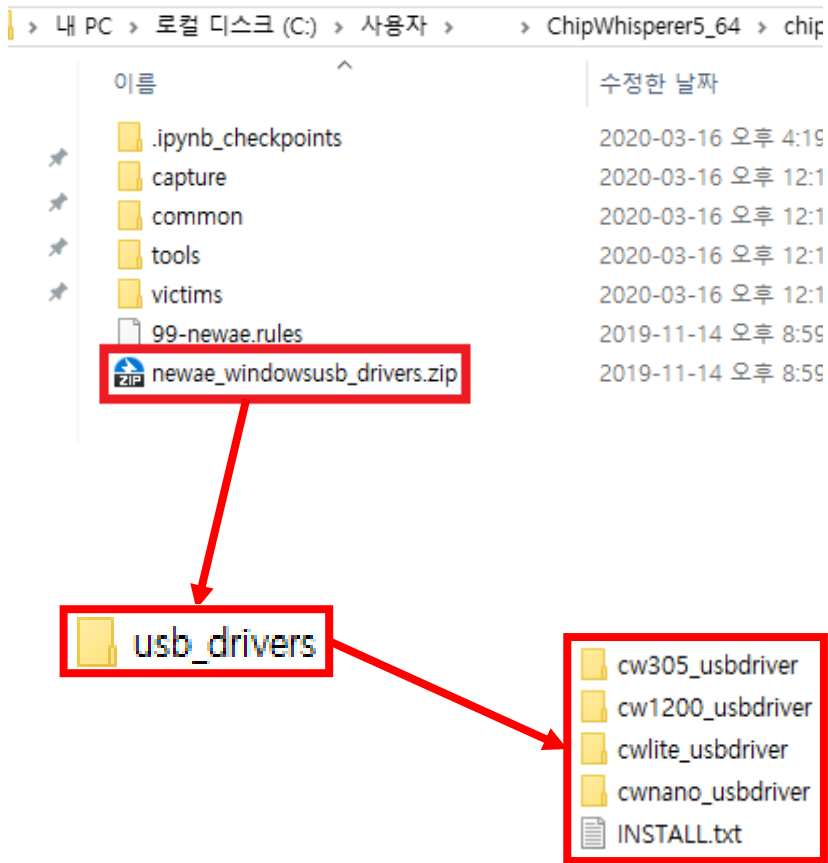 > 내 PC > 로컬 디스크 (C:) > 사용자 > > ChipWhisperer5_64 > chip
이름 수정한 날짜
.ipynb_checkpoints 2020-03-16 오후 4:19
capture 2020-03-16 오후 12:1
common 2020-03-16 오후 12:1
tools 2020-03-16 오후 12:1
victims 2020-03-16 오후 12:1
99-newae.rules 2019-11-14 오후 8:59
ZIP newae_windowsusb_drivers.zip 2019-11-14 오후 8:59
usb_drivers
cw305_usbdriver
cw1200_usbdriver
cwlite_usbdriver
cwnano_usbdriver
INSTALL.txt